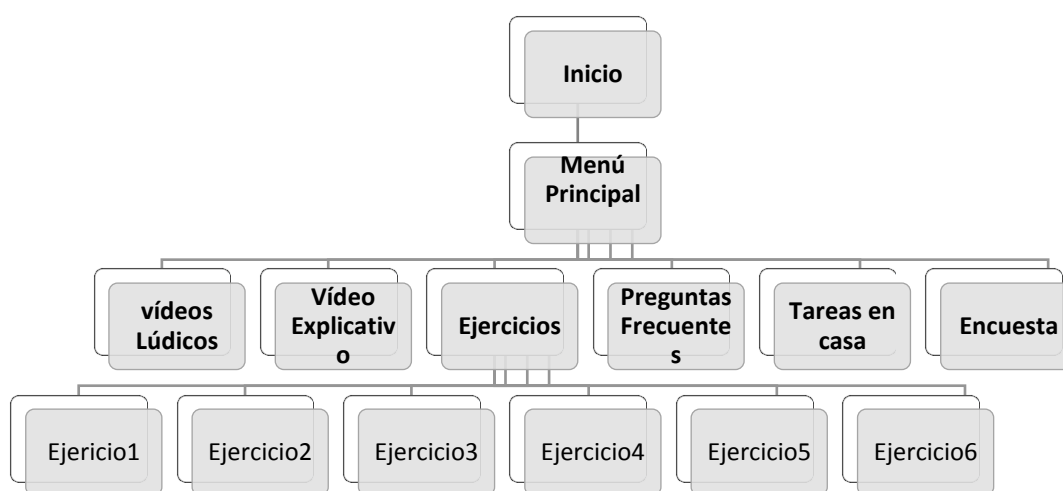 Inicio
Menú
Principal
vídeos
Lúdicos
Vídeo
Explicativ
o
Ejercicios
Preguntas
Frecuente
s
Tareas en
casa
Encuesta
Ejericio1
Ejercicio2
Ejercicio3
Ejercicio4
Ejercicio5
Ejercicio6